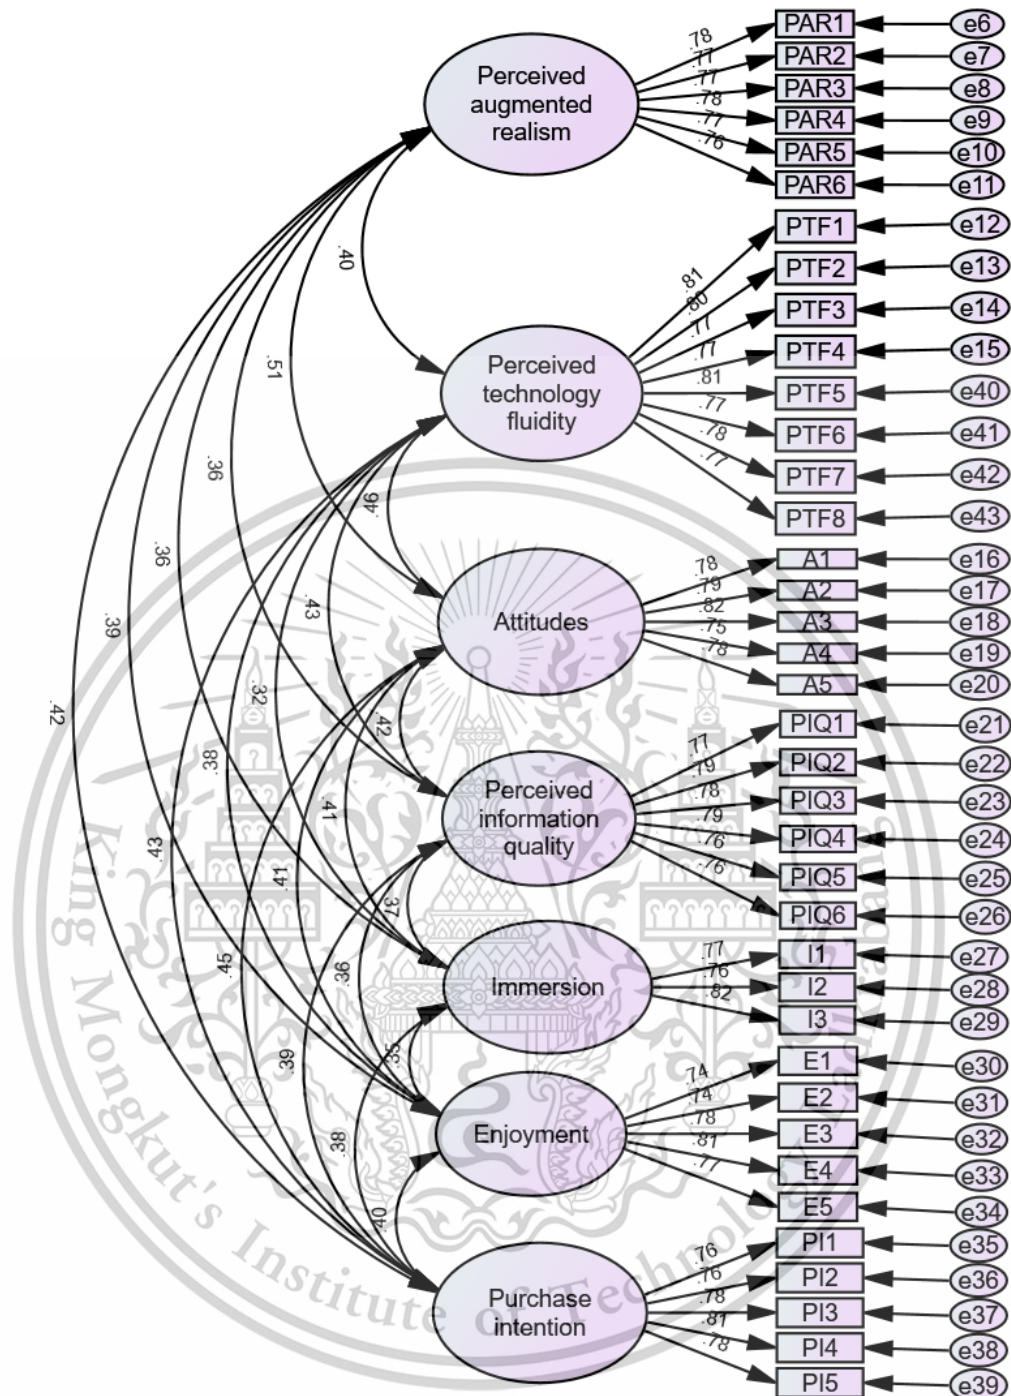 Perceived
augmented
realism
.78
.77
.77
.78
.77
.76
PAR1
e6
PAR2
e7
PAR3
e8
PAR4
e9
PAR5
e10
PAR6
e11
Perceived
technology
fluidity
.81
.80
.77
.77
.81
.77
.78
.77
PTF1
e12
PTF2
e13
PTF3
e14
PTF4
e15
PTF5
e40
PTF6
e41
PTF7
e42
PTF8
e43
Attitudes
.78
.79
.82
.75
.78
A1
e16
A2
e17
A3
e18
A4
e19
A5
e20
Perceived
information
quality
.77
.79
.78
.79
.76
.76
PIQ1
e21
PIQ2
e22
PIQ3
e23
PIQ4
e24
PIQ5
e25
PIQ6
e26
Immersion
.77
.76
.82
I1
e27
I2
e28
I3
e29
Enjoyment
.74
.74
.78
.81
.77
E1
e30
E2
e31
E3
e32
E4
e33
E5
e34
Purchase
intention
.76
.76
.78
.81
.78
PI1
e35
PI2
e36
PI3
e37
PI4
e38
PI5
e39
.40
.51
.36
.36
.39
.42
.46
.43
.32
.38
.43
.42
.41
.41
.45
.37
.36
.39
.35
.38
.40
King Mongkut's Institute of Technology